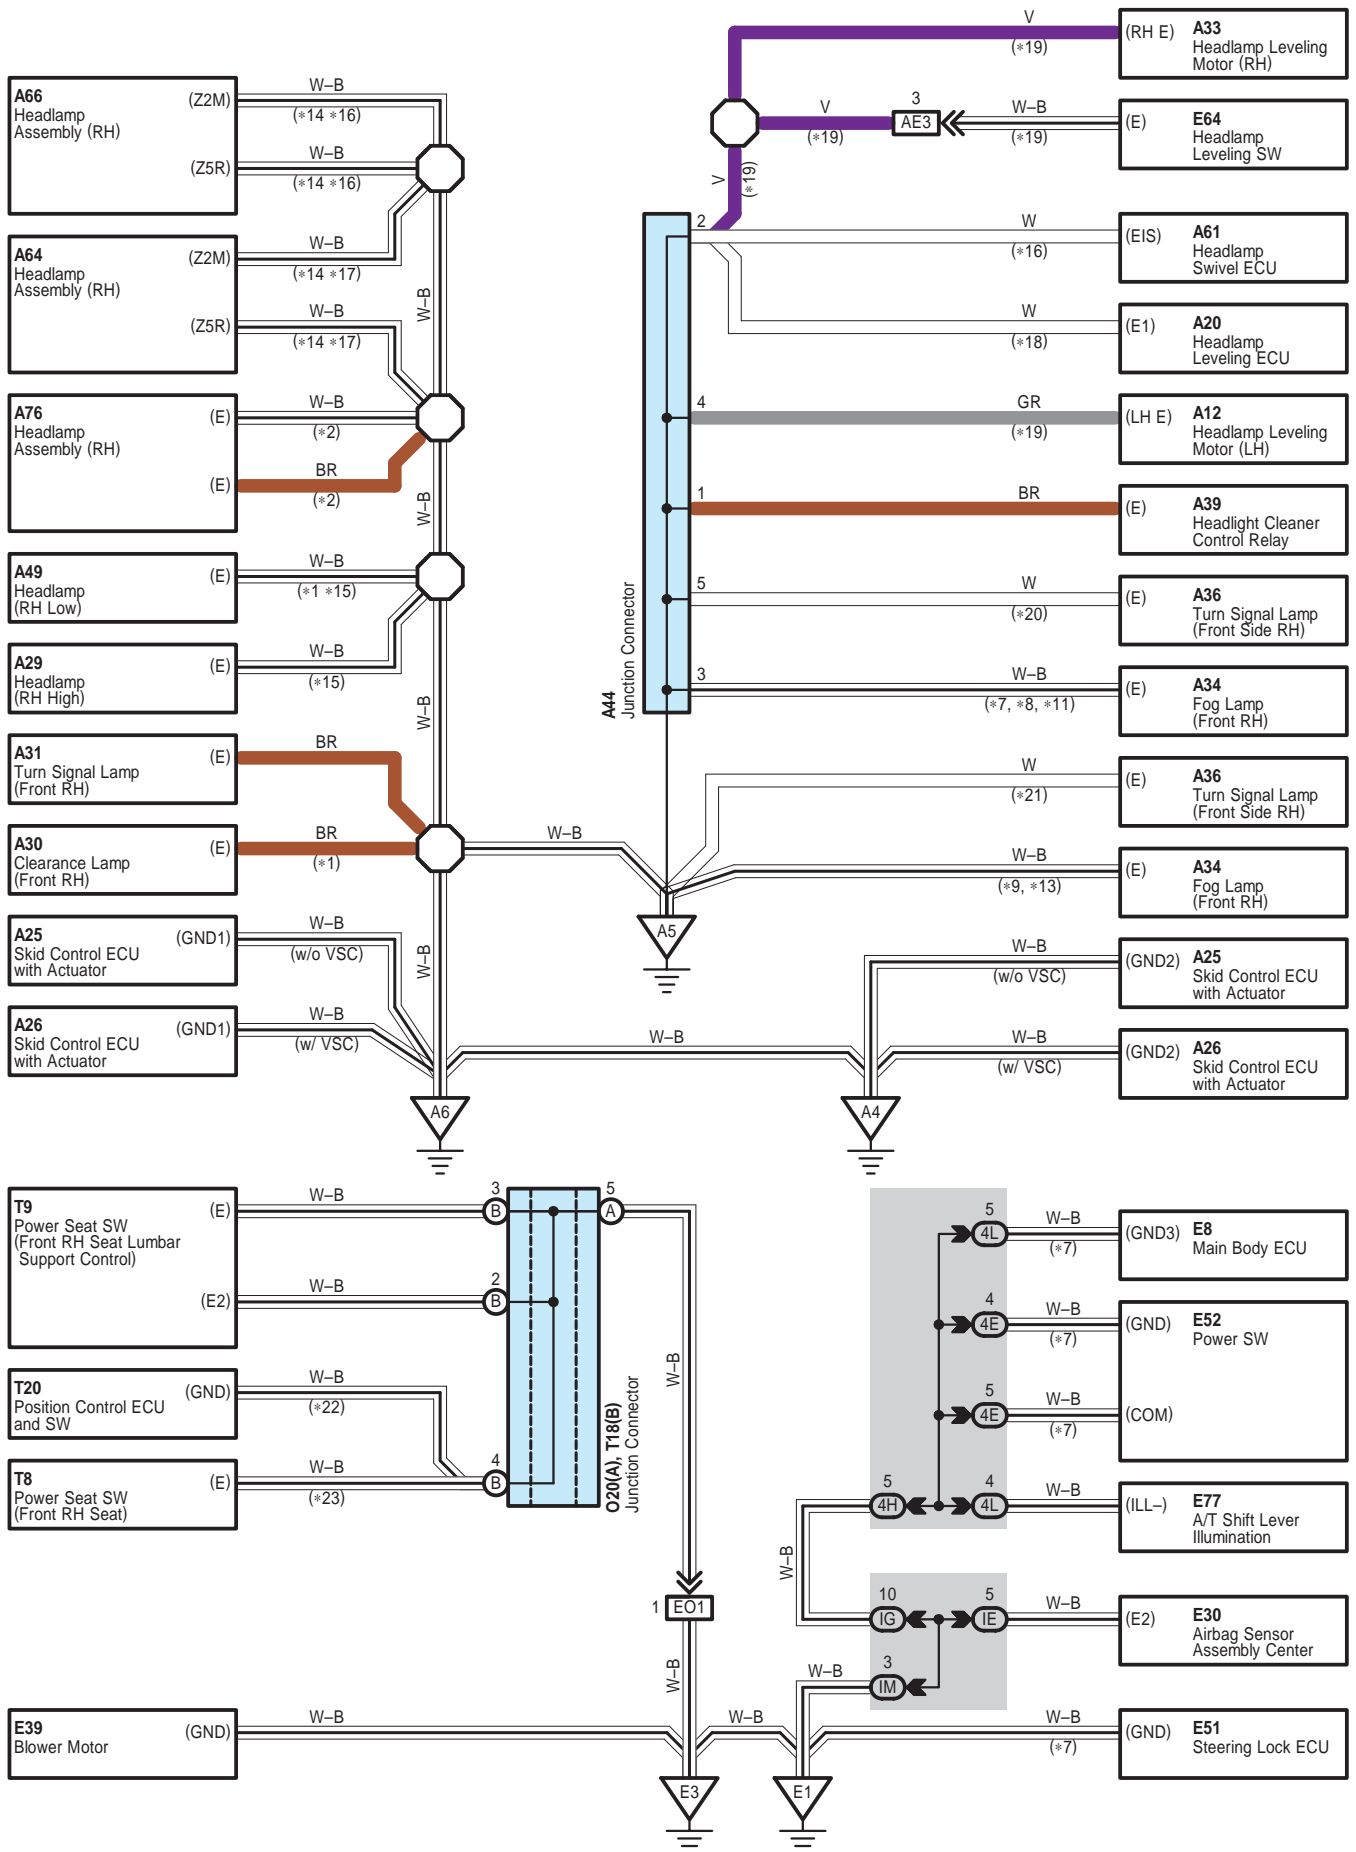 V
(RH E) A33
(*19) Headlamp Leveling
Motor (RH)
A66 (Z2M) W–B
Headlamp
Assembly (RH) (*14 *16)
(Z5R) W–B
(*14 *16)
V 3 W–B
AE3
(*19) (*19)
(E) E64
Headlamp
Leveling SW
V
(*19)
A64 (Z2M) W–B
Headlamp
Assembly (RH) (*14 *17)
(Z5R) W–B
(*14 *17)
W–B
2 W
(*16)
(EIS) A61
Headlamp
Swivel ECU
W
(*18)
(E1) A20
Headlamp
Leveling ECU
A76 (E) W–B
Headlamp
Assembly (RH) (*2)
(E) BR
(*2)
W–B
4 GR
(*19)
(LH E) A12
Headlamp Leveling
Motor (LH)
1 BR
(E) A39
Headlight Cleaner
Control Relay
A49 (E) W–B
Headlamp
(RH Low) (*1 *15)
5 W
(*20)
(E) A36
Turn Signal Lamp
(Front Side RH)
A44
Junction Connector
A29 (E) W–B
Headlamp
(RH High) (*15)
W–B
3 W–B
(*7, *8, *11)
(E) A34
Fog Lamp
(Front RH)
A31 (E) BR
Turn Signal Lamp
(Front RH)
W
(*21)
(E) A36
Turn Signal Lamp
(Front Side RH)
A30 (E) BR
Clearance Lamp
(Front RH) (*1)
W–B
W–B
(*9, *13)
(E) A34
Fog Lamp
(Front RH)
A5
A25 (GND1) W–B
Skid Control ECU
with Actuator (w/o VSC)
W–B
W–B
(w/o VSC)
(GND2) A25
Skid Control ECU
with Actuator
A26 (GND1) W–B
Skid Control ECU
with Actuator (w/ VSC)
W–B
W–B
(w/ VSC)
(GND2) A26
Skid Control ECU
with Actuator
A6
A4
T9 (E) W–B
Power Seat SW
(Front RH Seat Lumbar
Support Control)
(E2) W–B
3
B
5
A
2
B
5
4L
W–B
(*7)
(GND3) E8
Main Body ECU
4
4E
W–B
(*7)
(GND) E52
Power SW
T20 (GND) W–B
Position Control ECU
and SW (*22)
W–B
5
4E
W–B
(*7)
(COM)
O20(A), T18(B)
Junction Connector
T8 (E) W–B
Power Seat SW
(Front RH Seat) (*23)
4
B
5
4H
4
4L
W–B
(ILL–) E77
A/T Shift Lever
Illumination
W–B
1 EO1
10
IG
5
IE
W–B
(E2) E30
Airbag Sensor
Assembly Center
W–B
W–B
3
IM
E39 (GND) W–B
Blower Motor
W–B
W–B
(*7)
(GND) E51
Steering Lock ECU
E3
E1